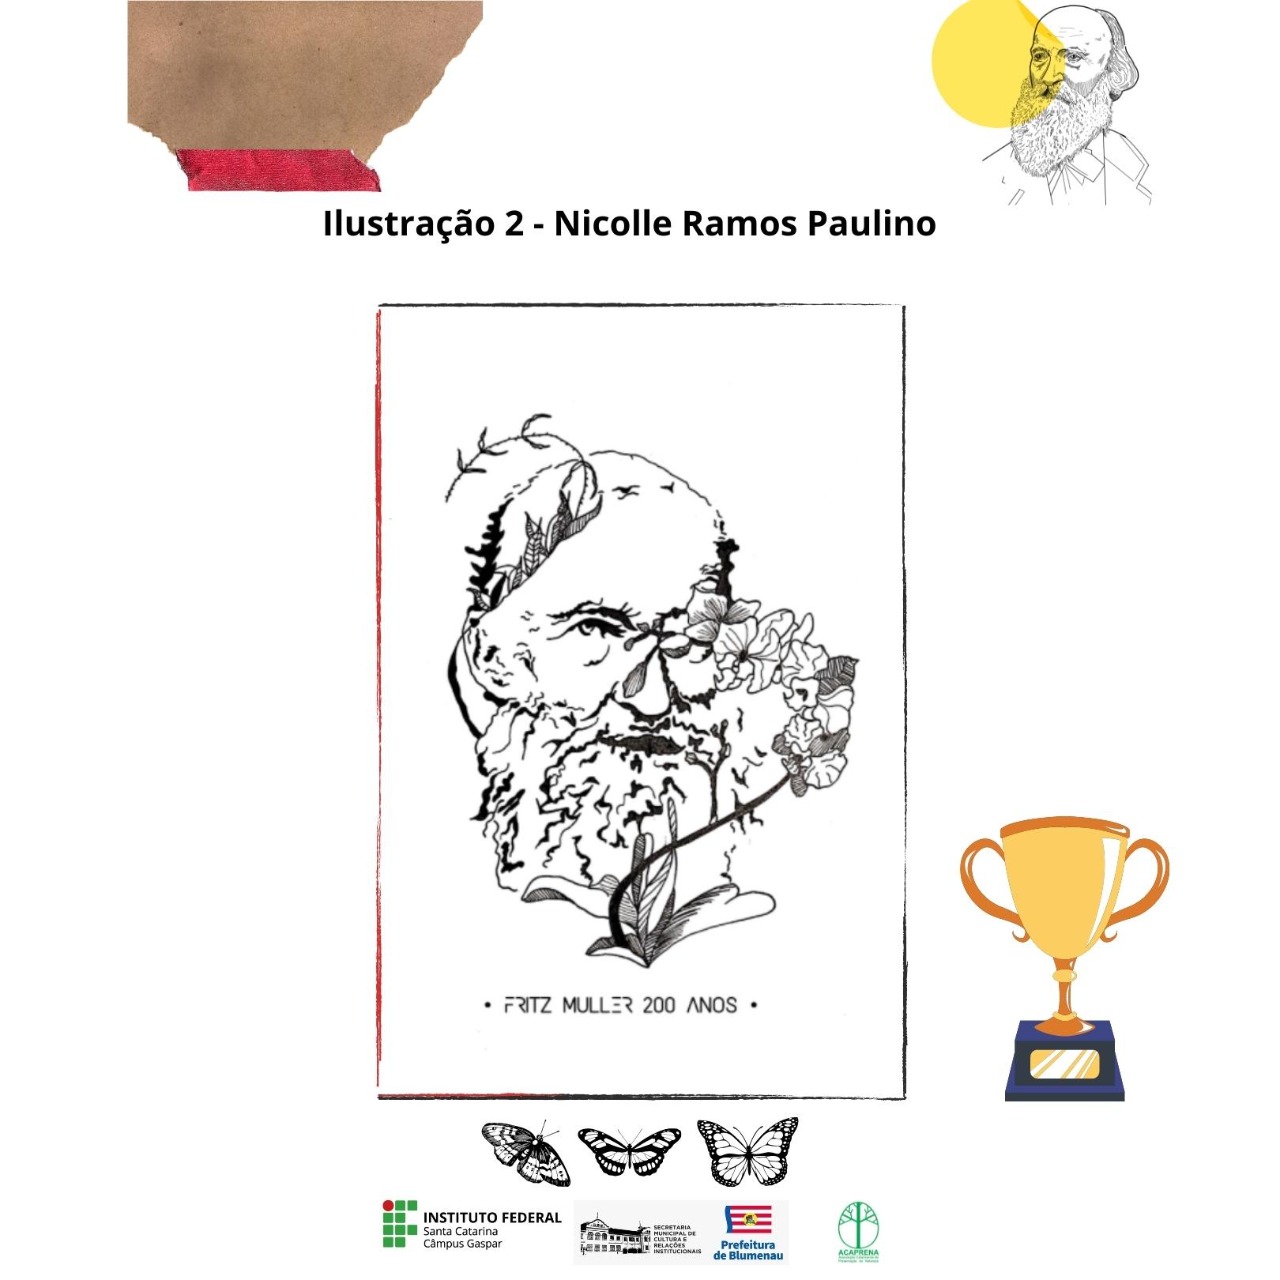 Ilustração 2 - Nicolle Ramos Paulino
• FRITZ MULLER 200 ANOS •
INSTITUTO FEDERAL
Santa Catarina
Câmpus Gaspar
SECRETARIA
MUNICIPAL DE
CULTURA E
RELAÇÕES
INSTITUCIONAIS
Prefeitura
de Blumenau
ACAPRENA